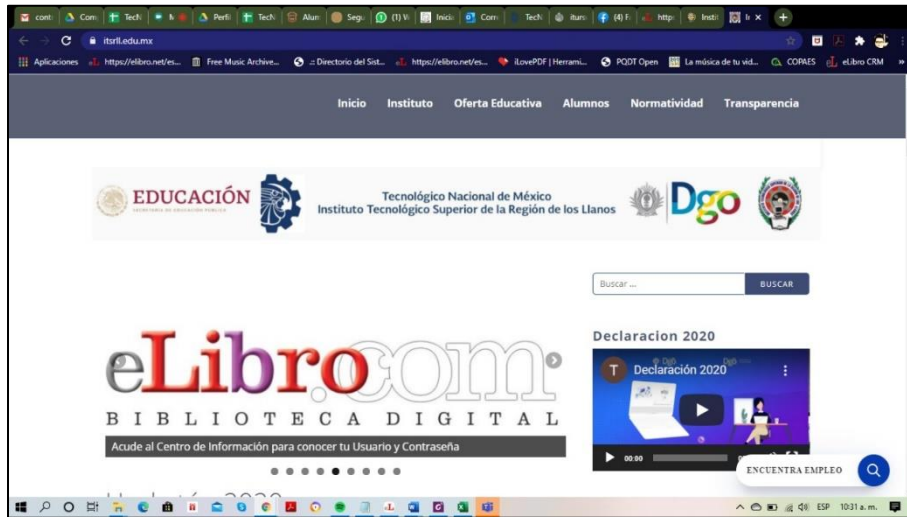 itsrll.edu.mx
Aplicaciones https://elibro.net/es... Free Music Archive... .:: Directorio del Sist... https://elibro.net/es... iLovePDF | Herrami... PQDT Open La música de tu vid... COPAES eLibro CRM »
Inicio Instituto Oferta Educativa Alumnos Normatividad Transparencia
EDUCACIÓN
SECRETARÍA DE EDUCACIÓN PÚBLICA
Tecnológico Nacional de México
Instituto Tecnológico Superior de la Región de los Llanos
Dgo
Buscar ... BUSCAR
Declaracion 2020
T Declaración 2020
eLibro.com
BIBLIOTECA DIGITAL
Acude al Centro de Información para conocer tu Usuario y Contraseña
00:00
ENCUENTRA EMPLEO
ESP 10:31 a. m.